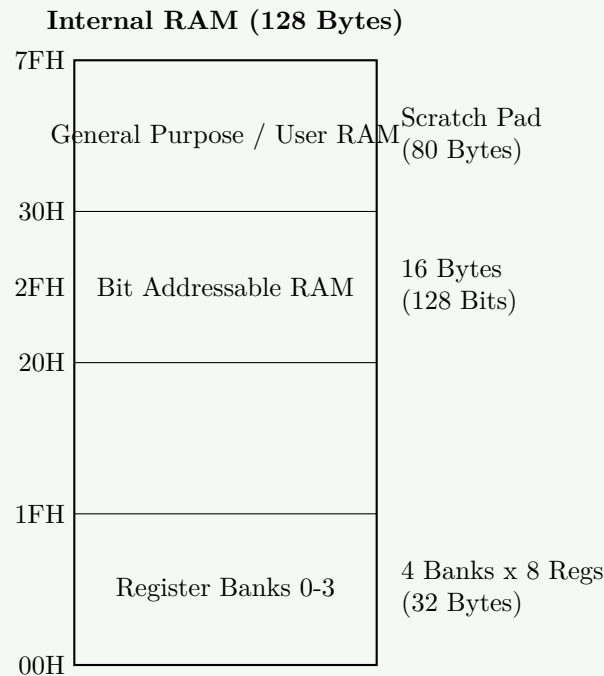 Internal RAM (128 Bytes)
7FH
General Purpose / User RAM
Scratch Pad
(80 Bytes)
30H
2FH
Bit Addressable RAM
16 Bytes
(128 Bits)
20H
1FH
Register Banks 0-3
4 Banks x 8 Regs
(32 Bytes)
00H